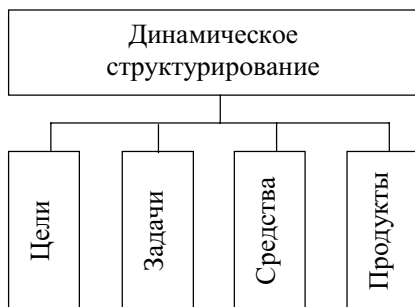 Динамическое
структурирование
Цели
Задачи
Средства
Продукты